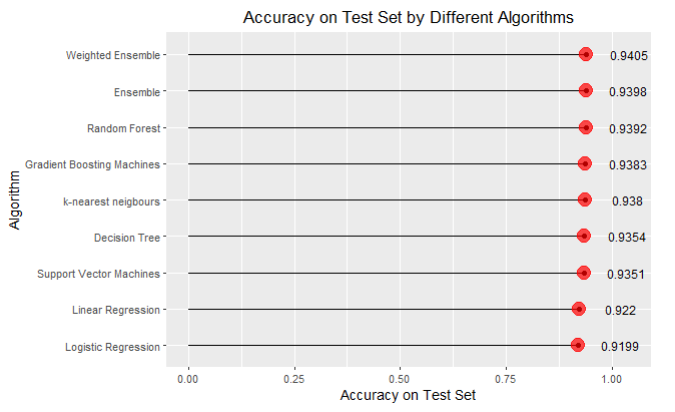 Accuracy on Test Set by Different Algorithms
Weighted Ensemble
0.9405
Ensemble
0.9398
Random Forest
0.9392
Gradient Boosting Machines
0.9383
k-nearest neigbours
0.938
Decision Tree
0.9354
Support Vector Machines
0.9351
Linear Regression
0.922
Logistic Regression
0.9199
Algorithm
0.00
0.25
0.50
0.75
1.00
Accuracy on Test Set